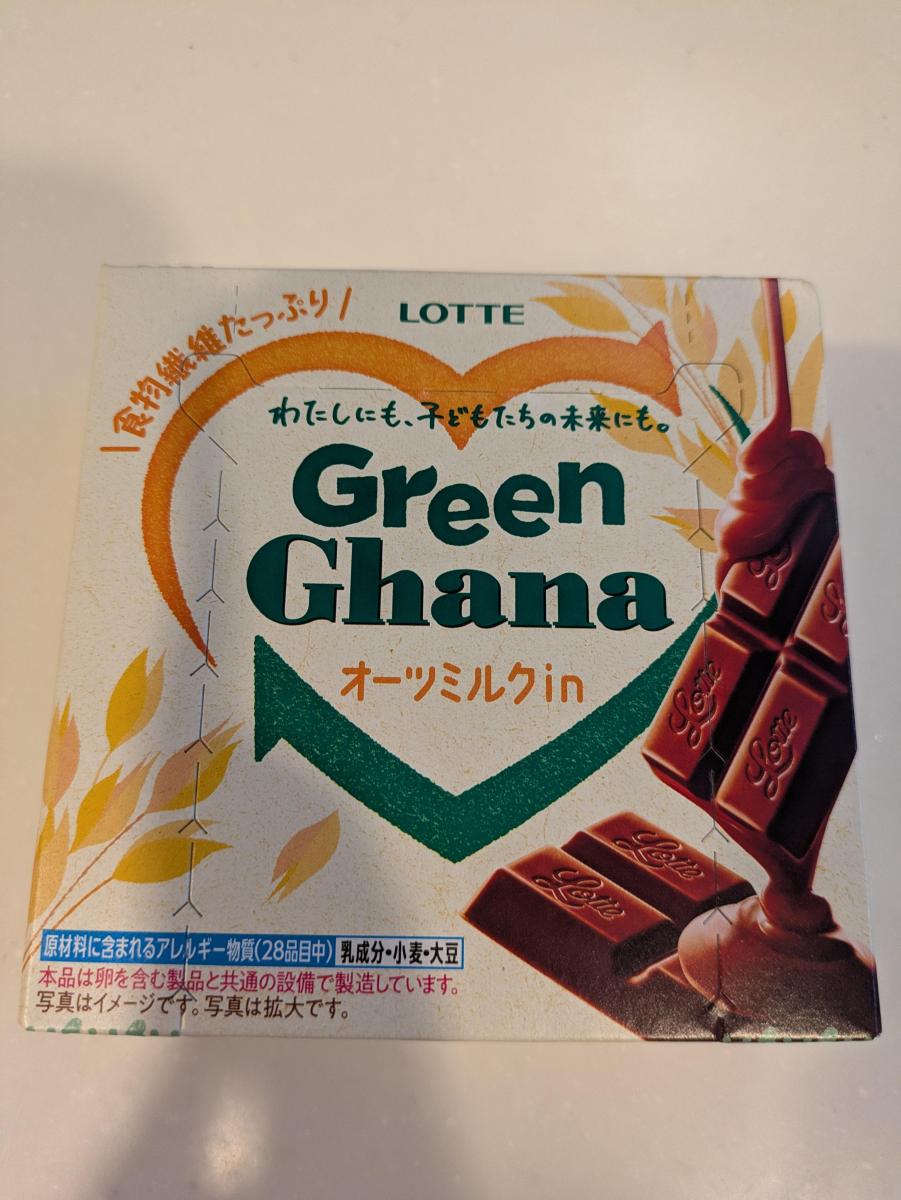 LOTTE
食物繊維たっぷり
わたしにも、子どもたちの未来にも。
Green
Ghana
オーツミルクin
Lotte
Lotte
Lotte
Lotte
原材料に含まれるアレルギー物質(28品目中) 乳成分・小麦・大豆
本品は卵を含む製品と共通の設備で製造しています。
写真はイメージです。写真は拡大です。